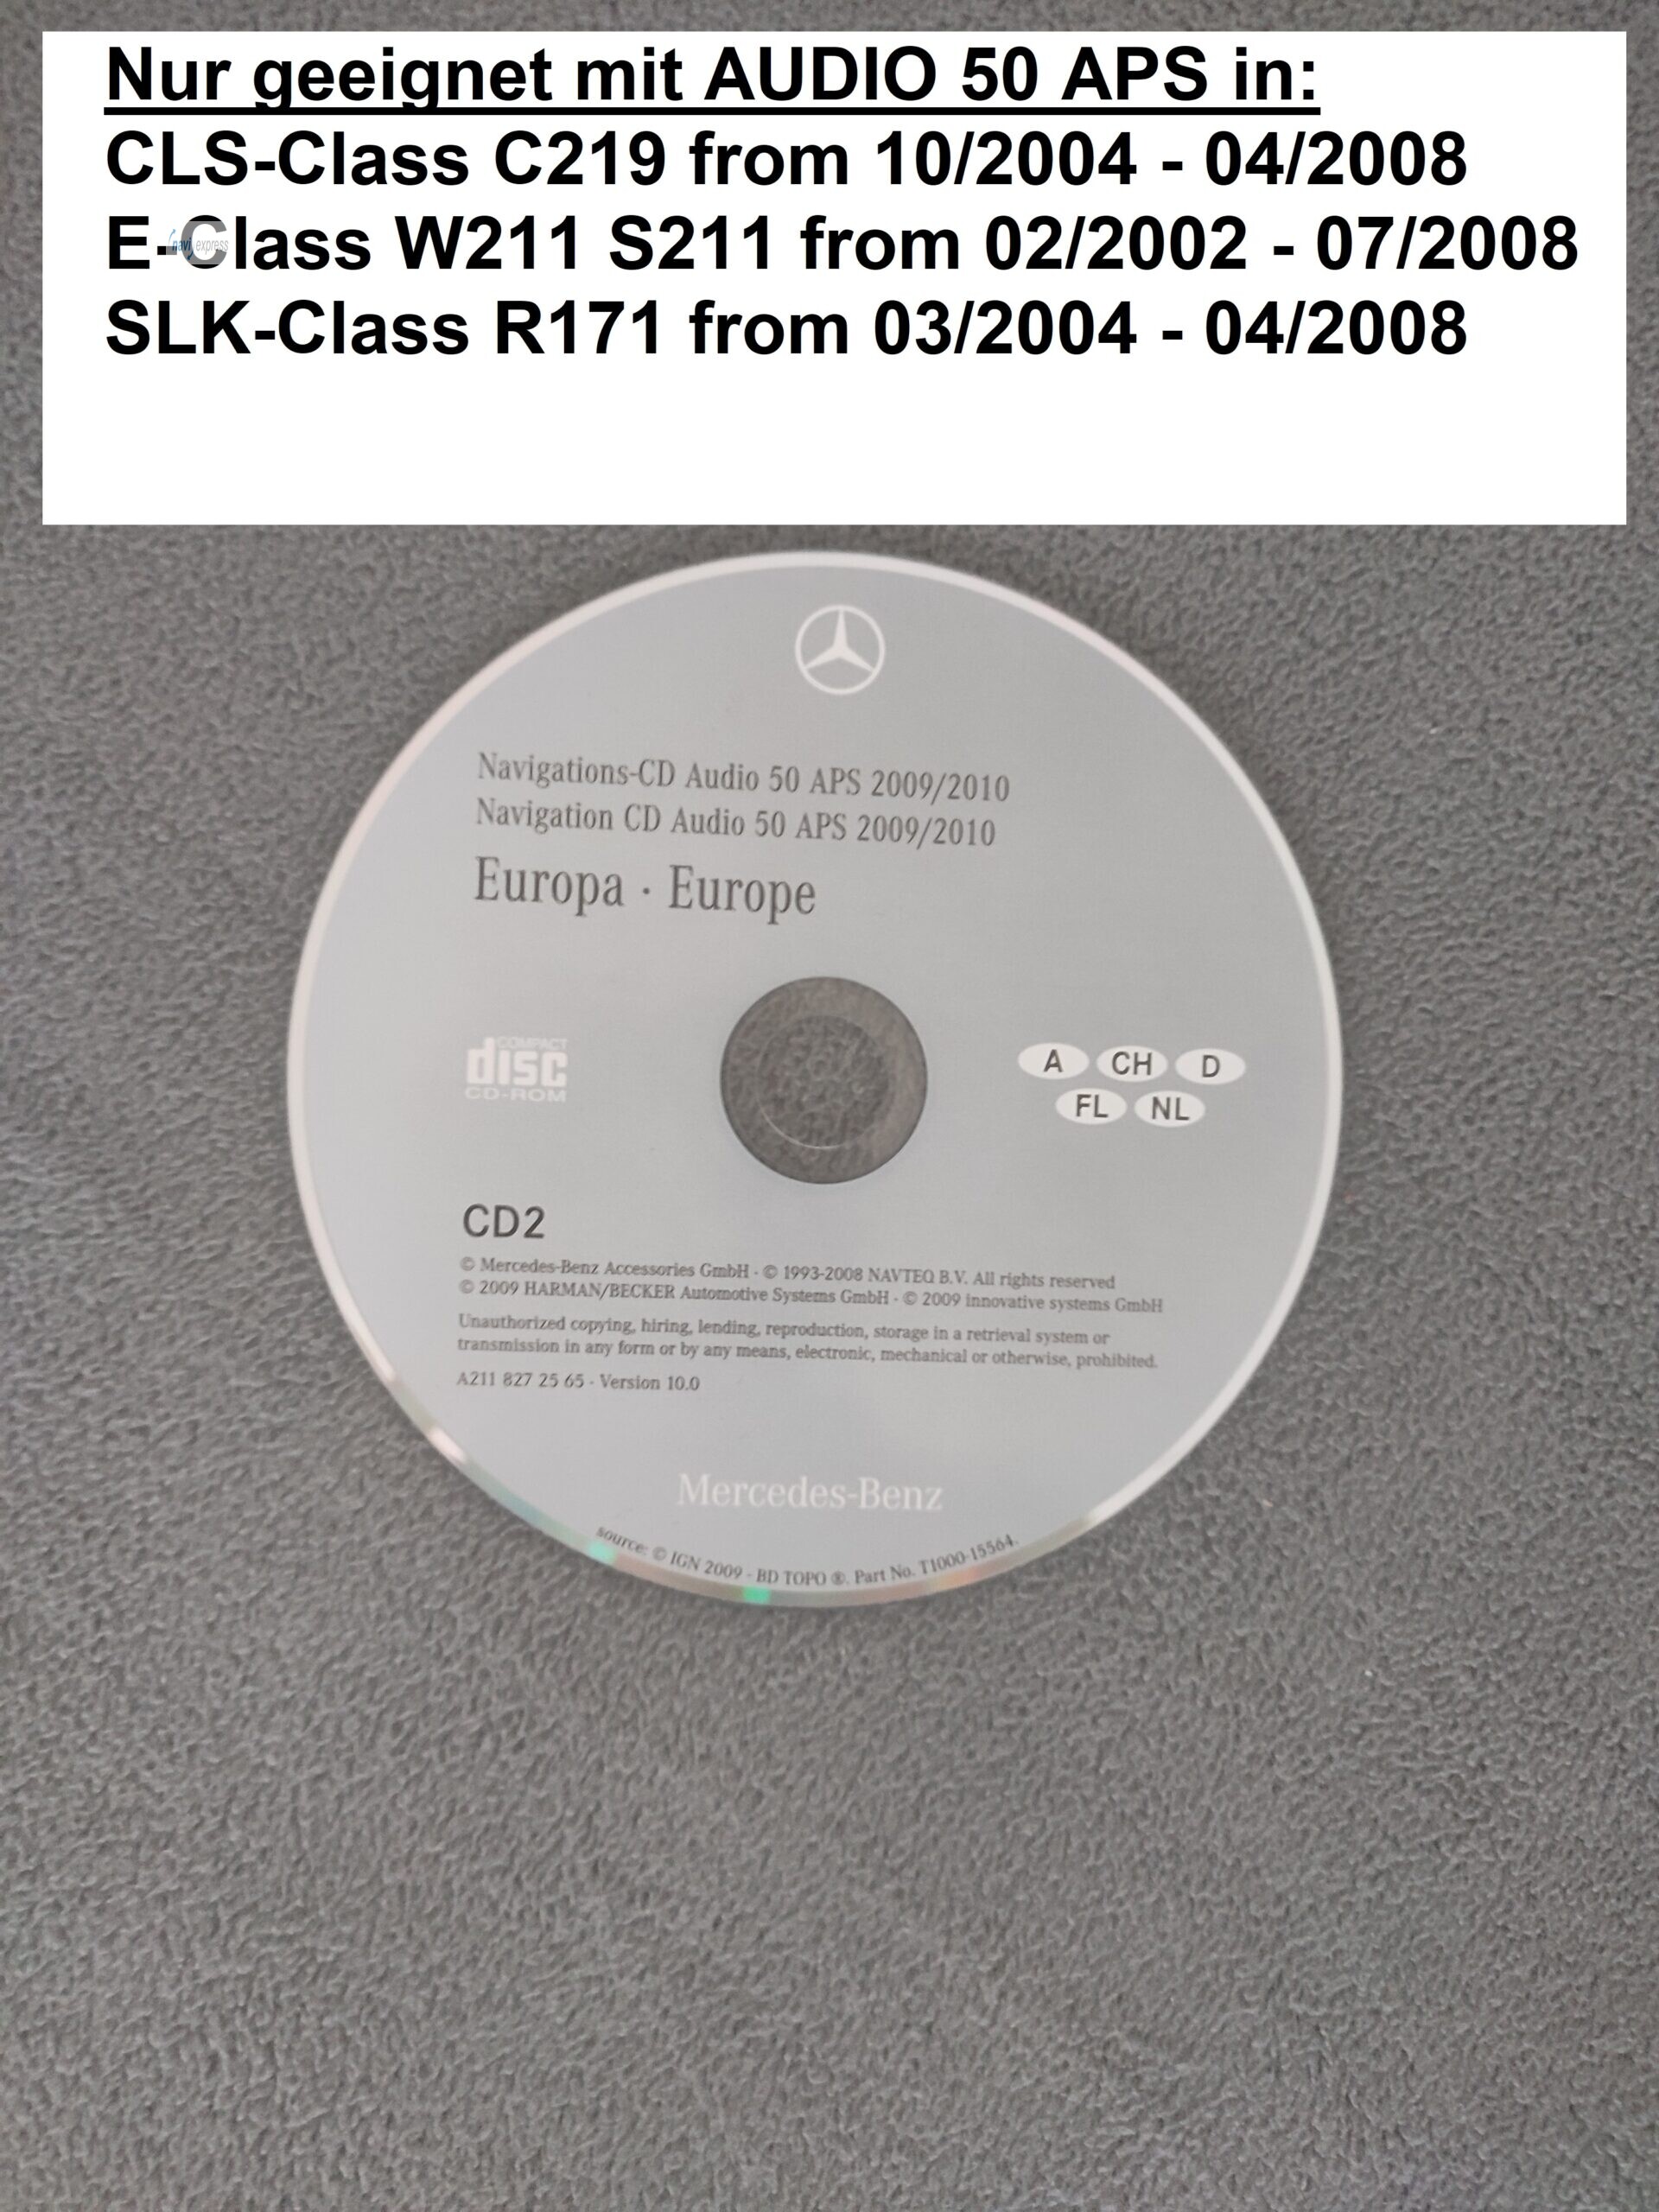 Nur geeignet mit AUDIO 50 APS in:
CLS-Class C219 from 10/2004 - 04/2008
E-Class W211 S211 from 02/2002 - 07/2008
navi express
SLK-Class R171 from 03/2004 - 04/2008
Navigations-CD Audio 50 APS 2009/2010
Navigation CD Audio 50 APS 2009/2010
Europa · Europe
COMPACT
disc
CD-ROM
A CH D
FL NL
CD2
© Mercedes-Benz Accessories GmbH · © 1993-2008 NAVTEQ B.V. All rights reserved
© 2009 HARMAN/BECKER Automotive Systems GmbH · © 2009 innovative systems GmbH
Unauthorized copying, hiring, lending, reproduction, storage in a retrieval system or
transmission in any form or by any means, electronic, mechanical or otherwise, prohibited.
A211 827 25 65 - Version 10.0
Mercedes-Benz
source: © IGN 2009 - BD TOPO ®. Part No. T1000-15564.